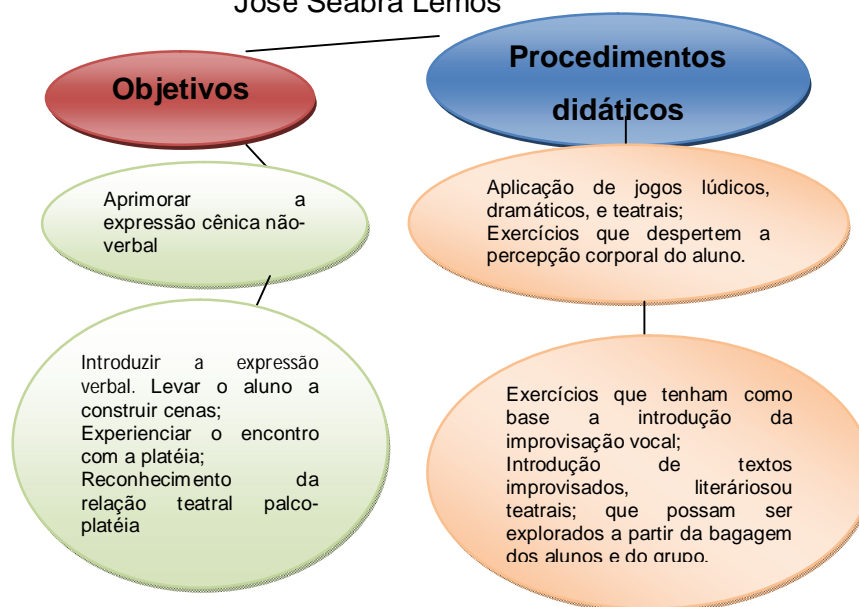 José Seabra Lemos
Objetivos
Procedimentos
didáticos
Aprimorar a
expressão cênica não-
verbal
Aplicação de jogos lúdicos,
dramáticos, e teatrais;
Exercícios que despertem a
percepção corporal do aluno.
Introduzir a expressão
verbal. Levar o aluno a
construir cenas;
Experienciar o encontro
com a platéia;
Reconhecimento da
relação teatral palco-
platéia
Exercícios que tenham como
base a introdução da
improvisação vocal;
Introdução de textos
improvisados, literáriosou
teatrais; que possam ser
explorados a partir da bagagem
dos alunos e do grupo.